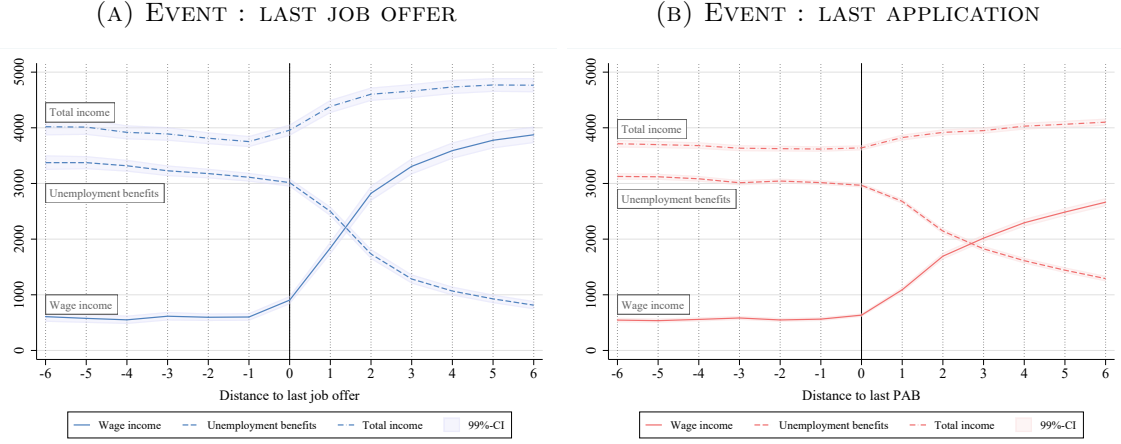 (A) EVENT : LAST JOB OFFER
5000
4000
3000
2000
1000
0
Total income
Unemployment benefits
Wage income
-6 -5 -4 -3 -2 -1 0 1 2 3 4 5 6
Distance to last job offer
Wage income Unemployment benefits Total income 99%-CI
(B) EVENT : LAST APPLICATION
5000
4000
3000
2000
1000
0
Total income
Unemployment benefits
Wage income
-6 -5 -4 -3 -2 -1 0 1 2 3 4 5 6
Distance to last PAB
Wage income Unemployment benefits Total income 99%-CI